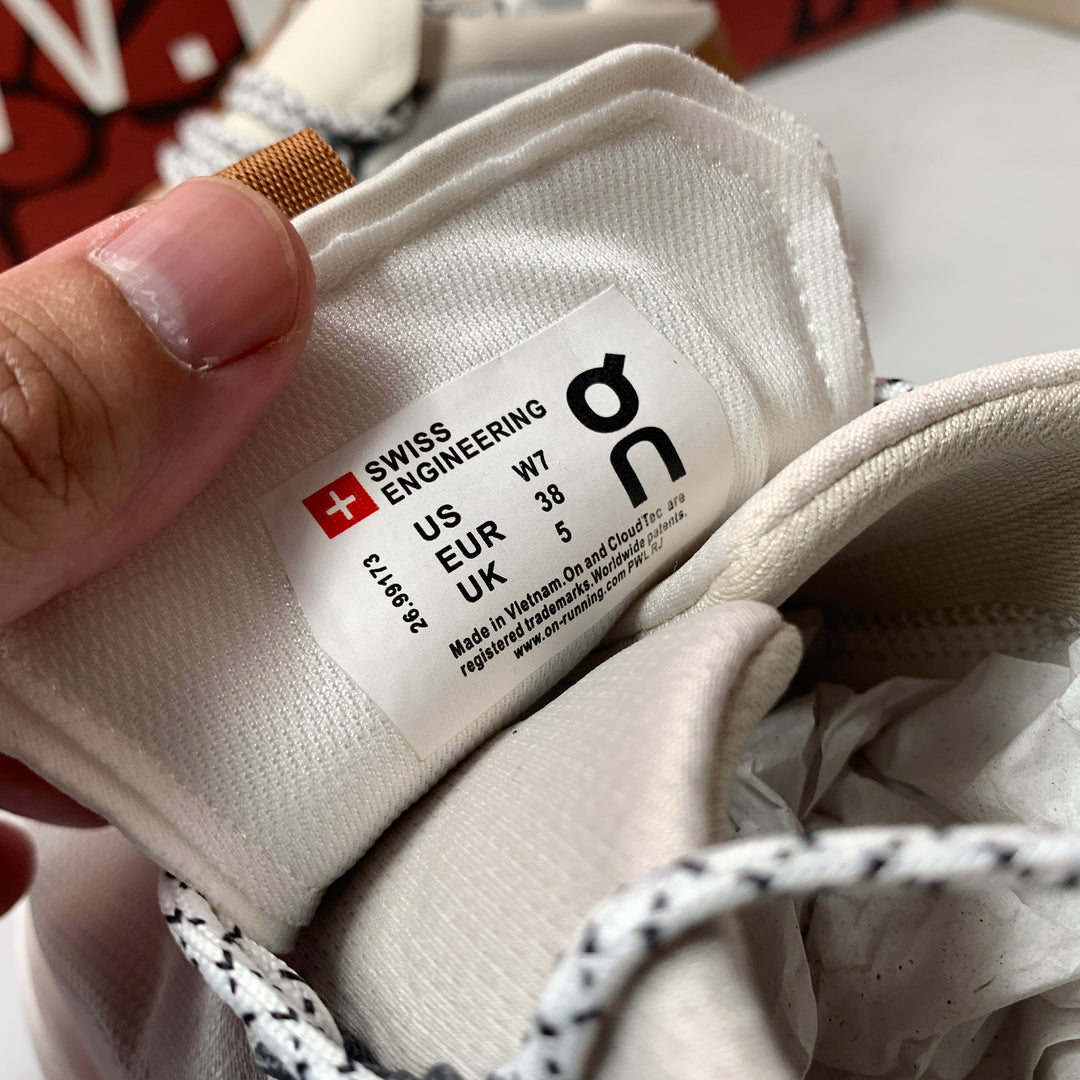 SWISS
ENGINEERING
on
US W7
EUR 38
UK 5
26.99173
Made in VIetnam.On and CloudTec are
registered trademarks.Worldwide patents.
www.on-running.com PWL RJ